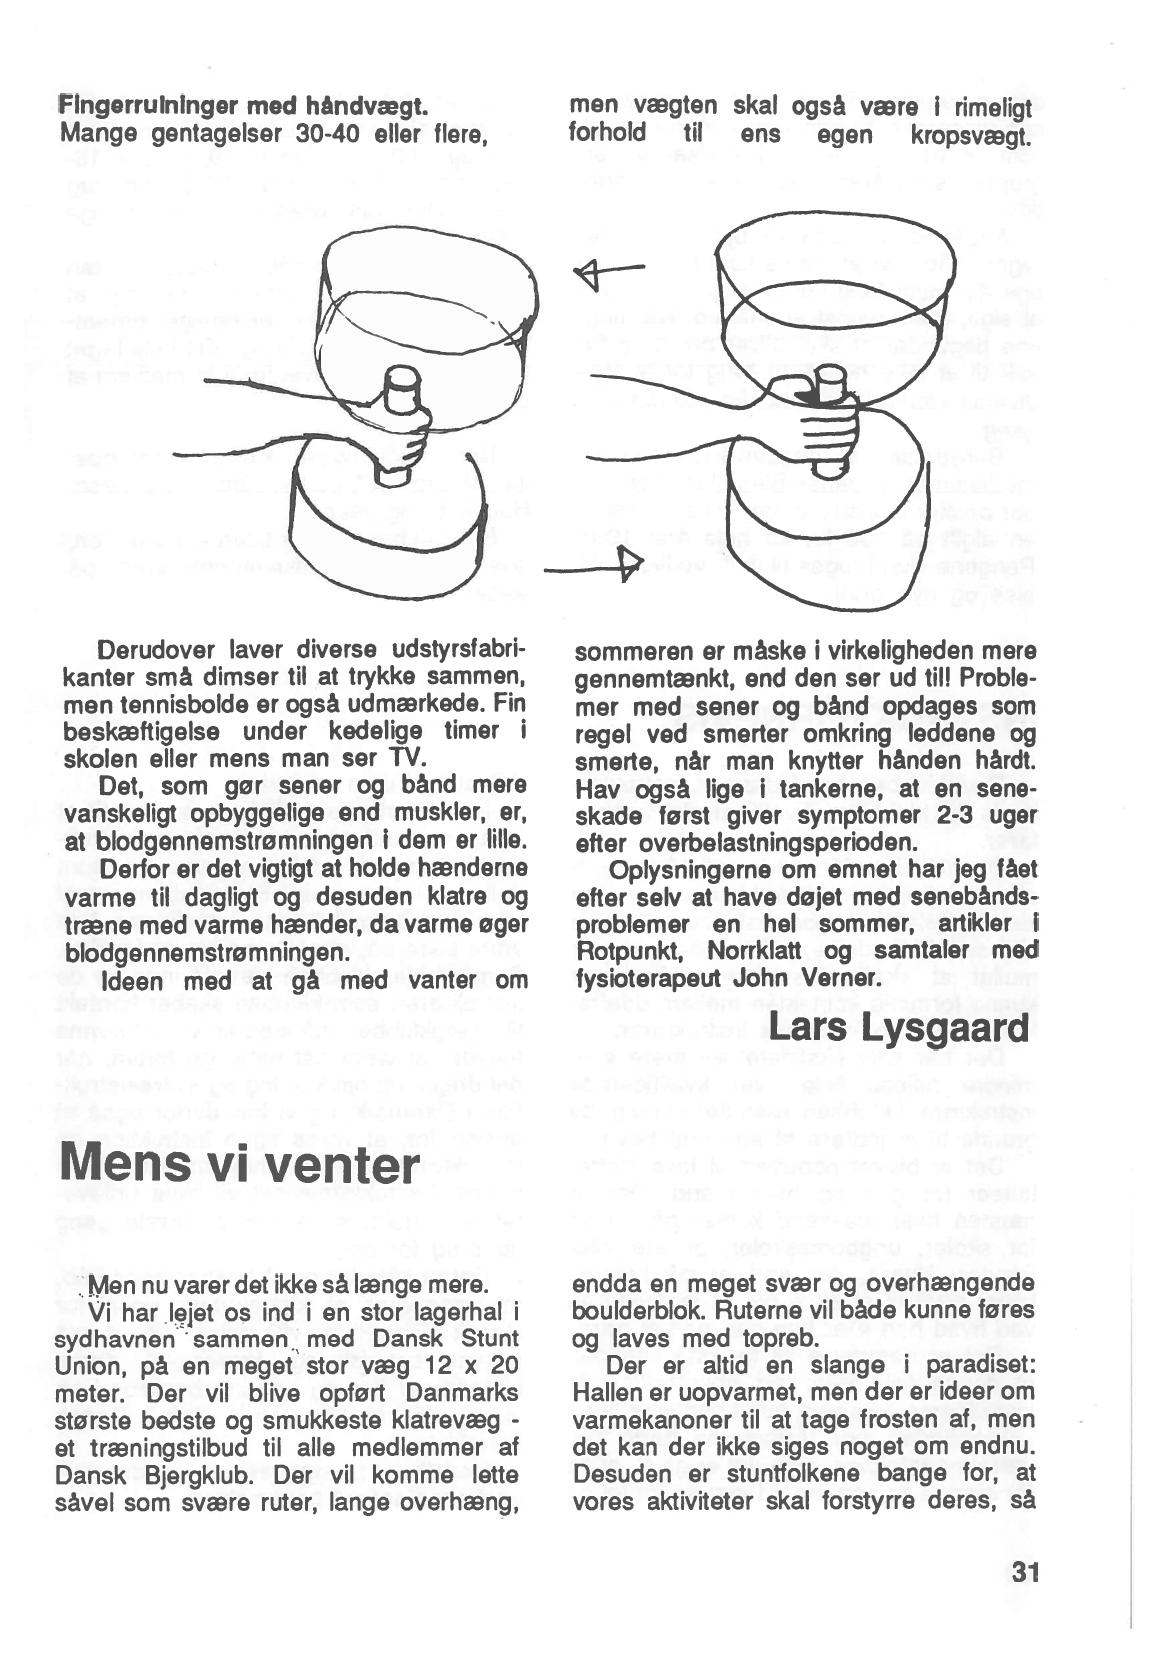 Fingerrulninger med håndvægt.
Mange gentagelser 30-40 eller flere,
men vægten skal også være i rimeligt
forhold til ens egen kropsvægt.
Derudover laver diverse udstyrsfabri-
kanter små dimser til at trykke sammen,
men tennisbolde er også udmærkede. Fin
beskæftigelse under kedelige timer i
skolen eller mens man ser TV.
Det, som gør sener og bånd mere
vanskeligt opbyggelige end muskler, er,
at blodgennemstrømningen i dem er lille.
Derfor er det vigtigt at holde hænderne
varme til dagligt og desuden klatre og
træne med varme hænder, da varme øger
blodgennemstrømningen.
Ideen med at gå med vanter om
sommeren er måske i virkeligheden mere
gennemtænkt, end den ser ud til! Proble-
mer med sener og bånd opdages som
regel ved smerter omkring leddene og
smerte, når man knytter hånden hårdt.
Hav også lige i tankerne, at en sene-
skade først giver symptomer 2-3 uger
efter overbelastningsperioden.
Oplysningerne om emnet har jeg fået
efter selv at have døjet med senebånds-
problemer en hel sommer, artikler i
Rotpunkt, Norrklatt og samtaler med
fysioterapeut John Verner.
Lars Lysgaard
Mens vi venter
Men nu varer det ikke så længe mere.
Vi har lejet os ind i en stor lagerhal i
sydhavnen sammen med Dansk Stunt
Union, på en meget stor væg 12 x 20
meter. Der vil blive opført Danmarks
største bedste og smukkeste klatrevæg -
et træningstilbud til alle medlemmer af
Dansk Bjergklub. Der vil komme lette
såvel som svære ruter, lange overhæng,
endda en meget svær og overhængende
boulderblok. Ruterne vil både kunne føres
og laves med topreb.
Der er altid en slange i paradiset:
Hallen er uopvarmet, men der er ideer om
varmekanoner til at tage frosten af, men
det kan der ikke siges noget om endnu.
Desuden er stuntfolkene bange for, at
vores aktiviteter skal forstyrre deres, så
31